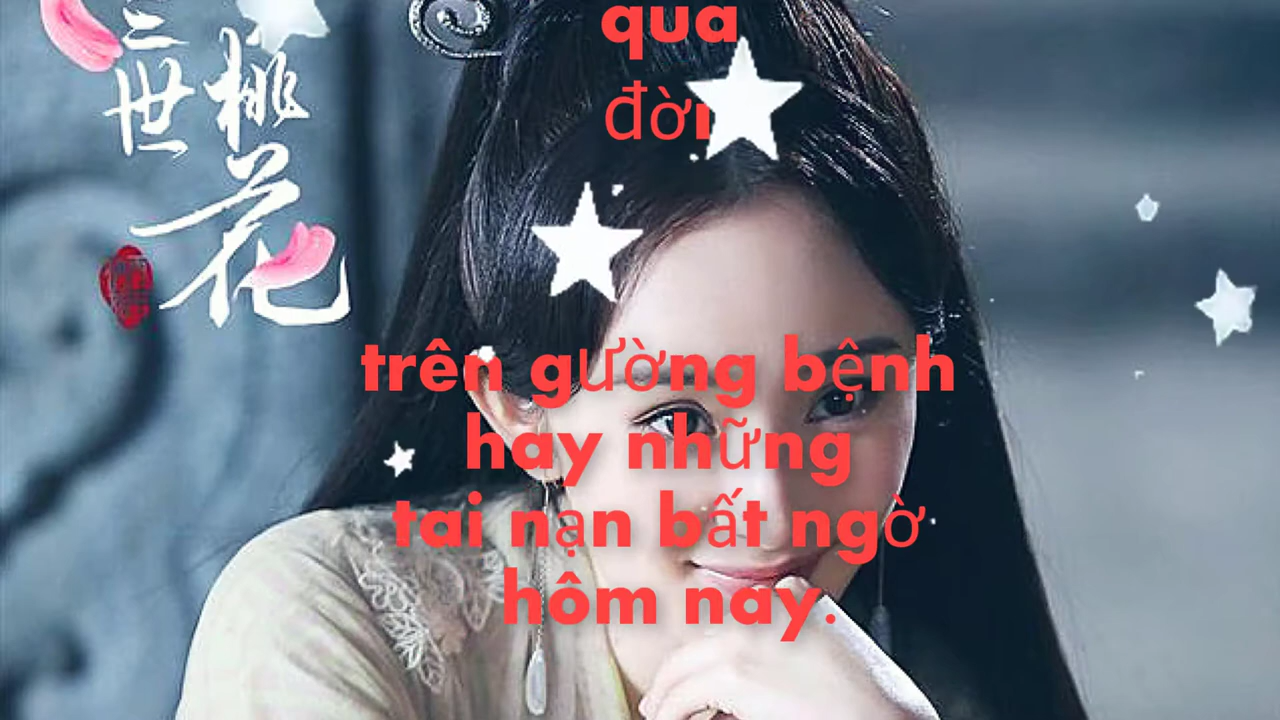 三世
桃花
qua
đời
trên gường bệnh
hay những
tai nạn bất ngờ
hôm nay.